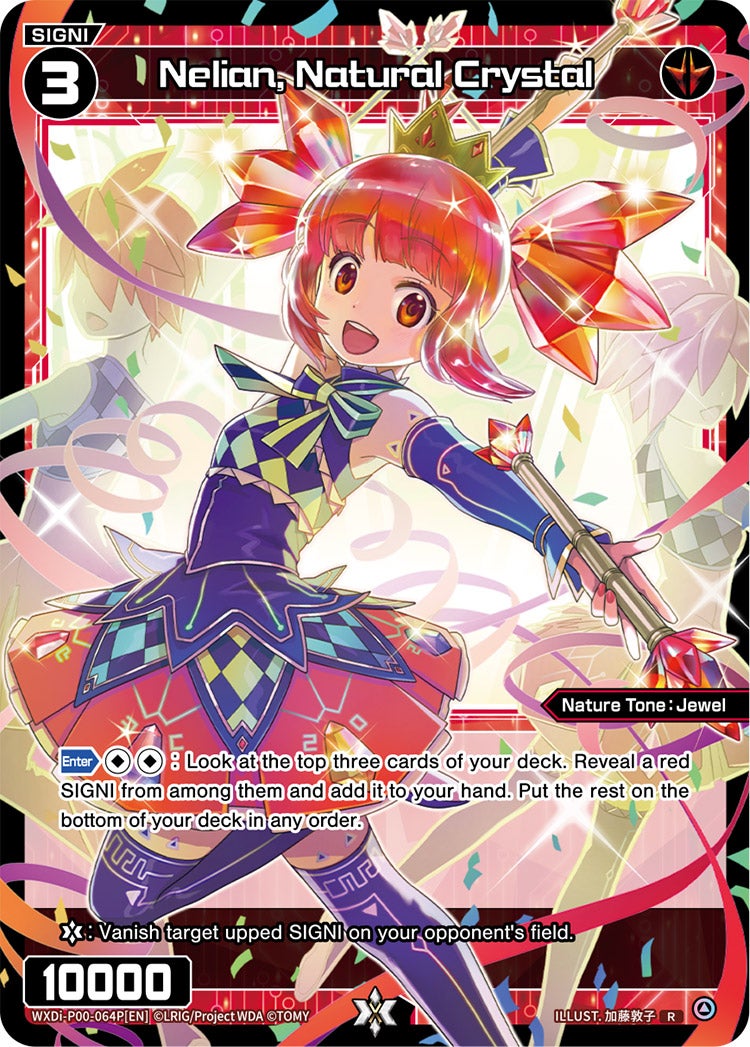 SIGNI
3
Nelian, Natural Crystal
Nature Tone : Jewel
Enter : Look at the top three cards of your deck. Reveal a red
SIGNI from among them and add it to your hand. Put the rest on the
bottom of your deck in any order.
: Vanish target upped SIGNI on your opponent's field.
10000
WXDi-P00-064P[EN] ©LRIG/Project WDA ©TOMY
ILLUST. 加藤敦子 R